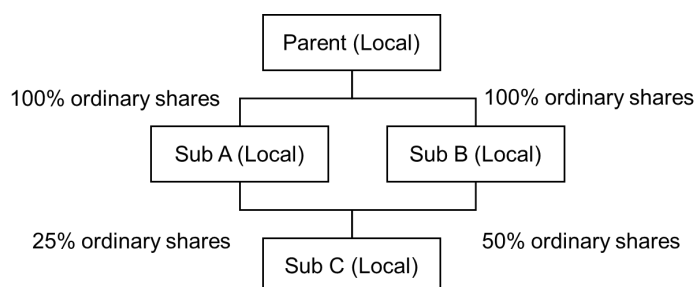 Parent (Local)
100% ordinary shares
100% ordinary shares
Sub A (Local)
Sub B (Local)
25% ordinary shares
50% ordinary shares
Sub C (Local)